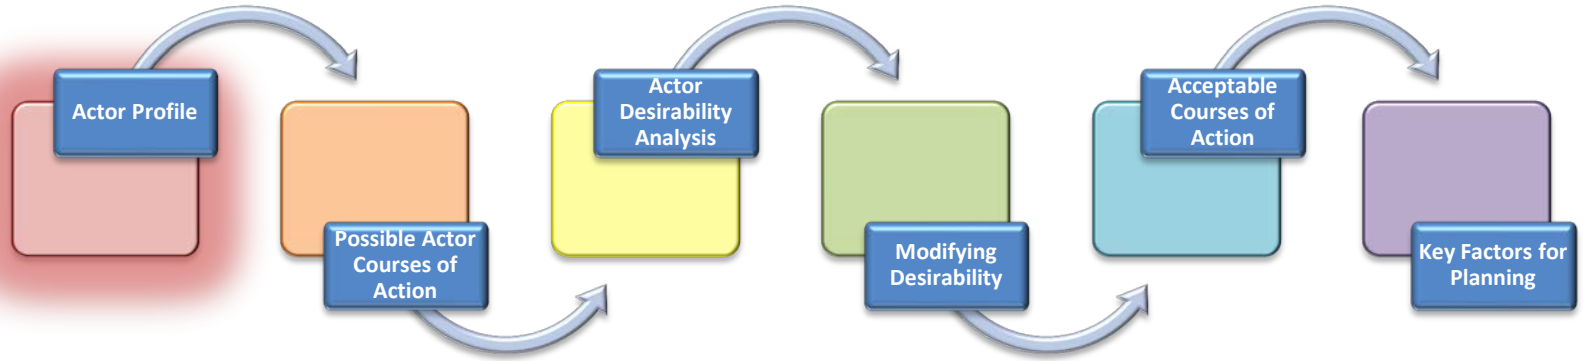 Actor Profile
Possible Actor
Courses of
Action
Actor
Desirability
Analysis
Modifying
Desirability
Acceptable
Courses of
Action
Key Factors for
Planning